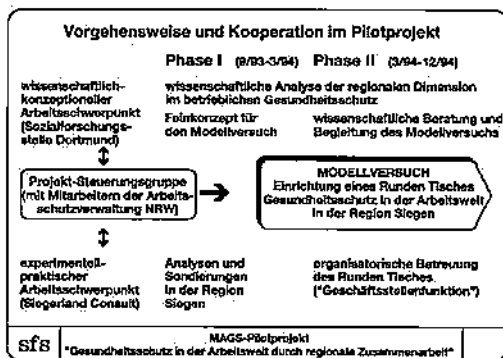 Vorgehensweise und Kooperation im Pilotprojekt
Phase I (9/93-3/94) Phase II (3/94-12/94)
wissenschaftlich-
konzeptioneller
Arbeitsschwerpunkt
(Sozialforschungs-
stelle Dortmund)
wissenschaftliche Analyse der regionalen Dimension
im betrieblichen Gesundheitsschutz
Feinkonzept für
den Modellversuch
wissenschaftliche Beratung und
Begleitung des Modellversuchs
Projekt-Steuerungsgruppe
(mit Mitarbeitern der Arbeits-
schutzverwaltung NRW)
MODELLVERSUCH
Einrichtung eines Runden Tisches
Gesundheitsschutz in der Arbeitswelt
in der Region Siegen
experimentell-
praktischer
Arbeitsschwerpunkt
(Siegerland Consult)
Analysen und
Sondierungen
in der Region
Siegen
organisatorische Betreuung
des Runden Tisches.
("Geschäftsstellenfunktion")
sfs
MAGS-Pilotprojekt
"Gesundheitsschutz in der Arbeitswelt durch regionale Zusammenarbeit"